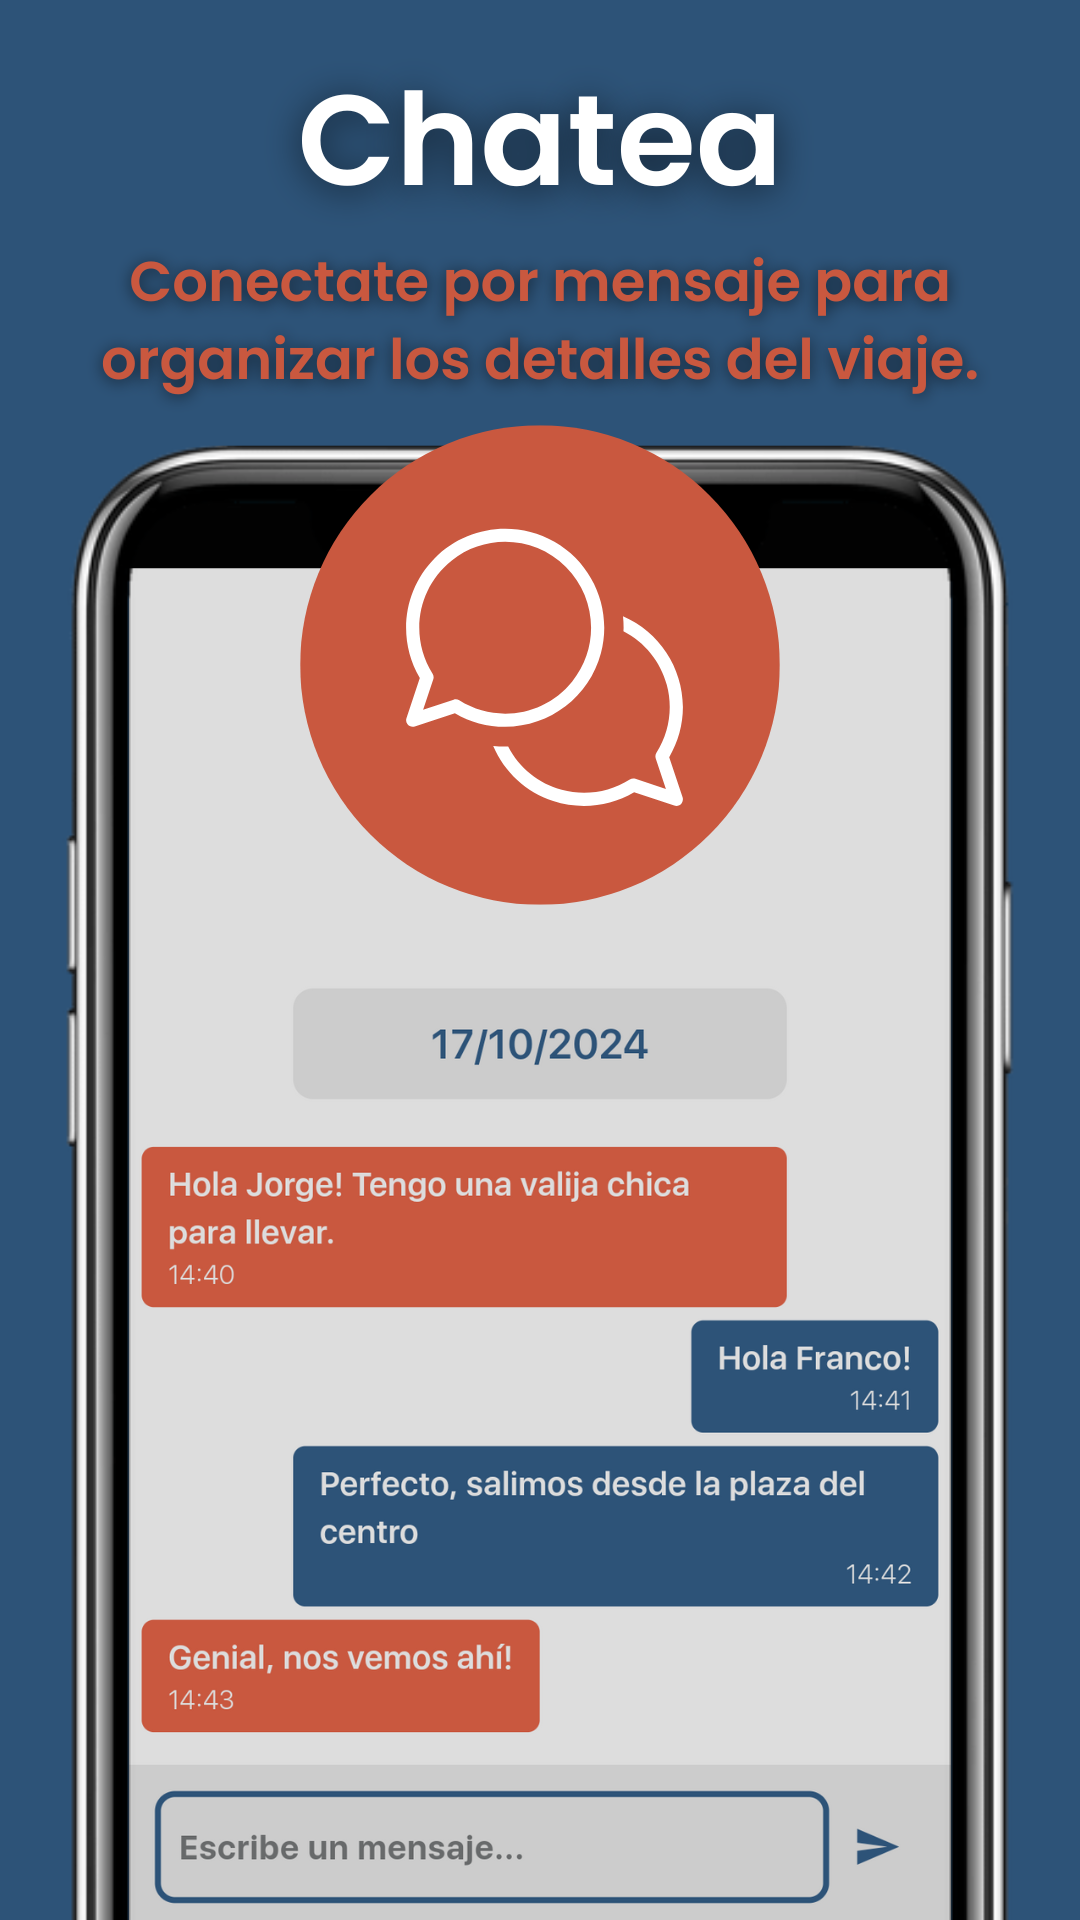 Chatea
Conectate por mensaje para
organizar los detalles del viaje.
17/10/2024
Hola Jorge! Tengo una valija chica
para llevar.
14:40
Hola Franco!
14:41
Perfecto, salimos desde la plaza del
centro
14:42
Genial, nos vemos ahí!
14:43
Escribe un mensaje...